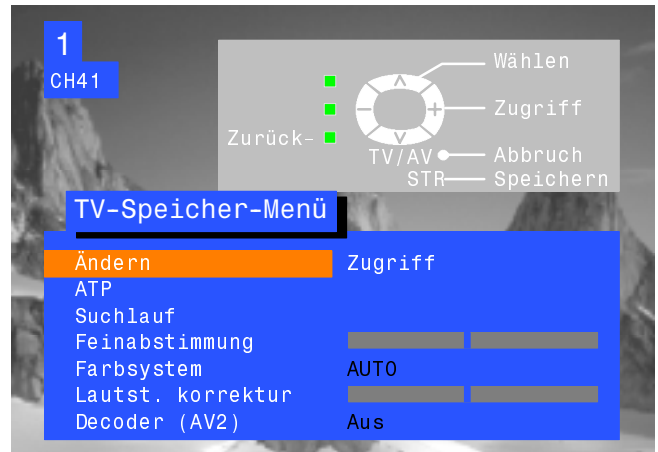 1
CH41
Wählen
Zugriff
Zurück-
TV/AV Abbruch
STR Speichern
TV-Speicher-Menü
Ändern Zugriff
ATP
Suchlauf
Feinabstimmung
Farbsystem AUTO
Lautst. korrektur
Decoder (AV2) Aus